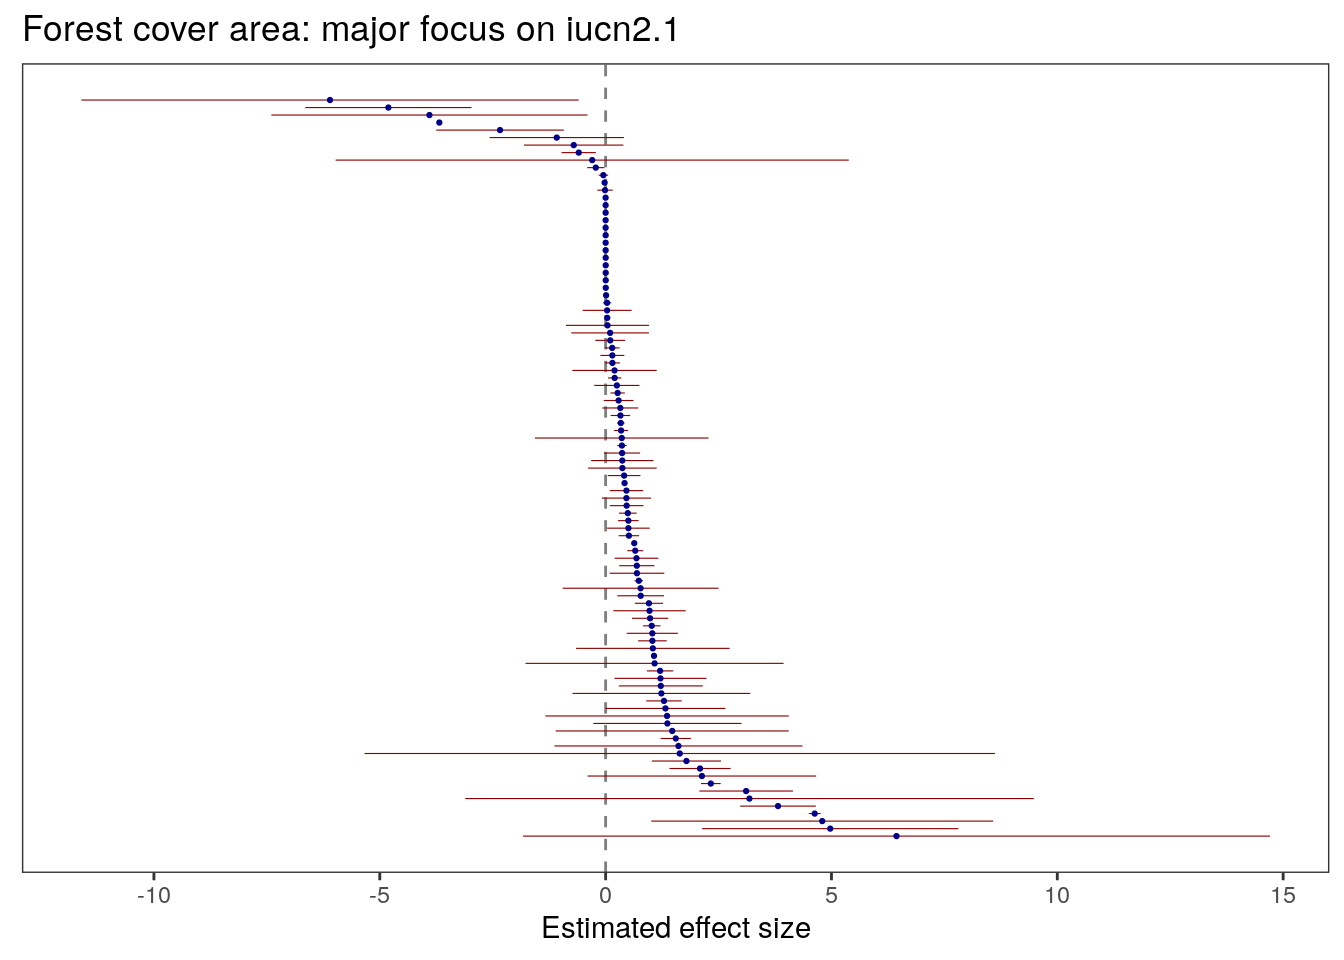 Forest cover area: major focus on iucn2.1
-10 -5 0 5 10 15
Estimated effect size